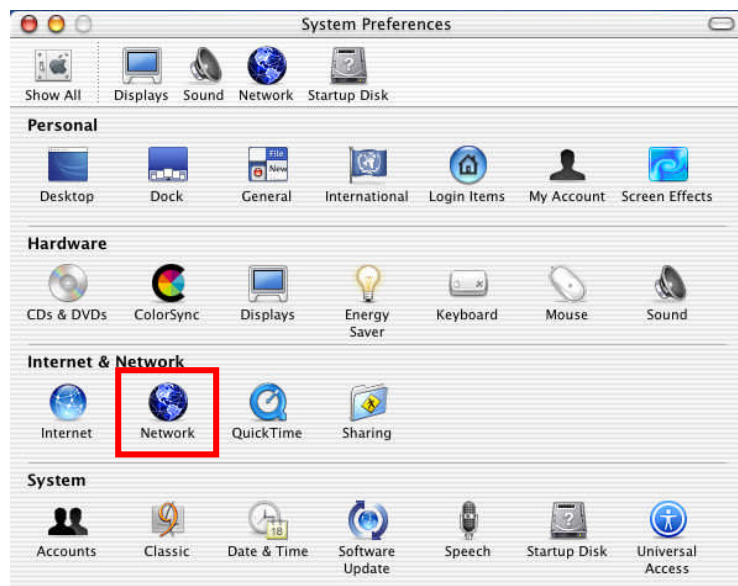 System Preferences
Show All Displays Sound Network Startup Disk
Personal
File
New
Desktop Dock General International Login Items My Account Screen Effects
Hardware
CDs & DVDs ColorSync Displays Energy Saver Keyboard Mouse Sound
Internet & Network
Internet Network QuickTime Sharing
System
18
Accounts Classic Date & Time Software Update Speech Startup Disk Universal Access